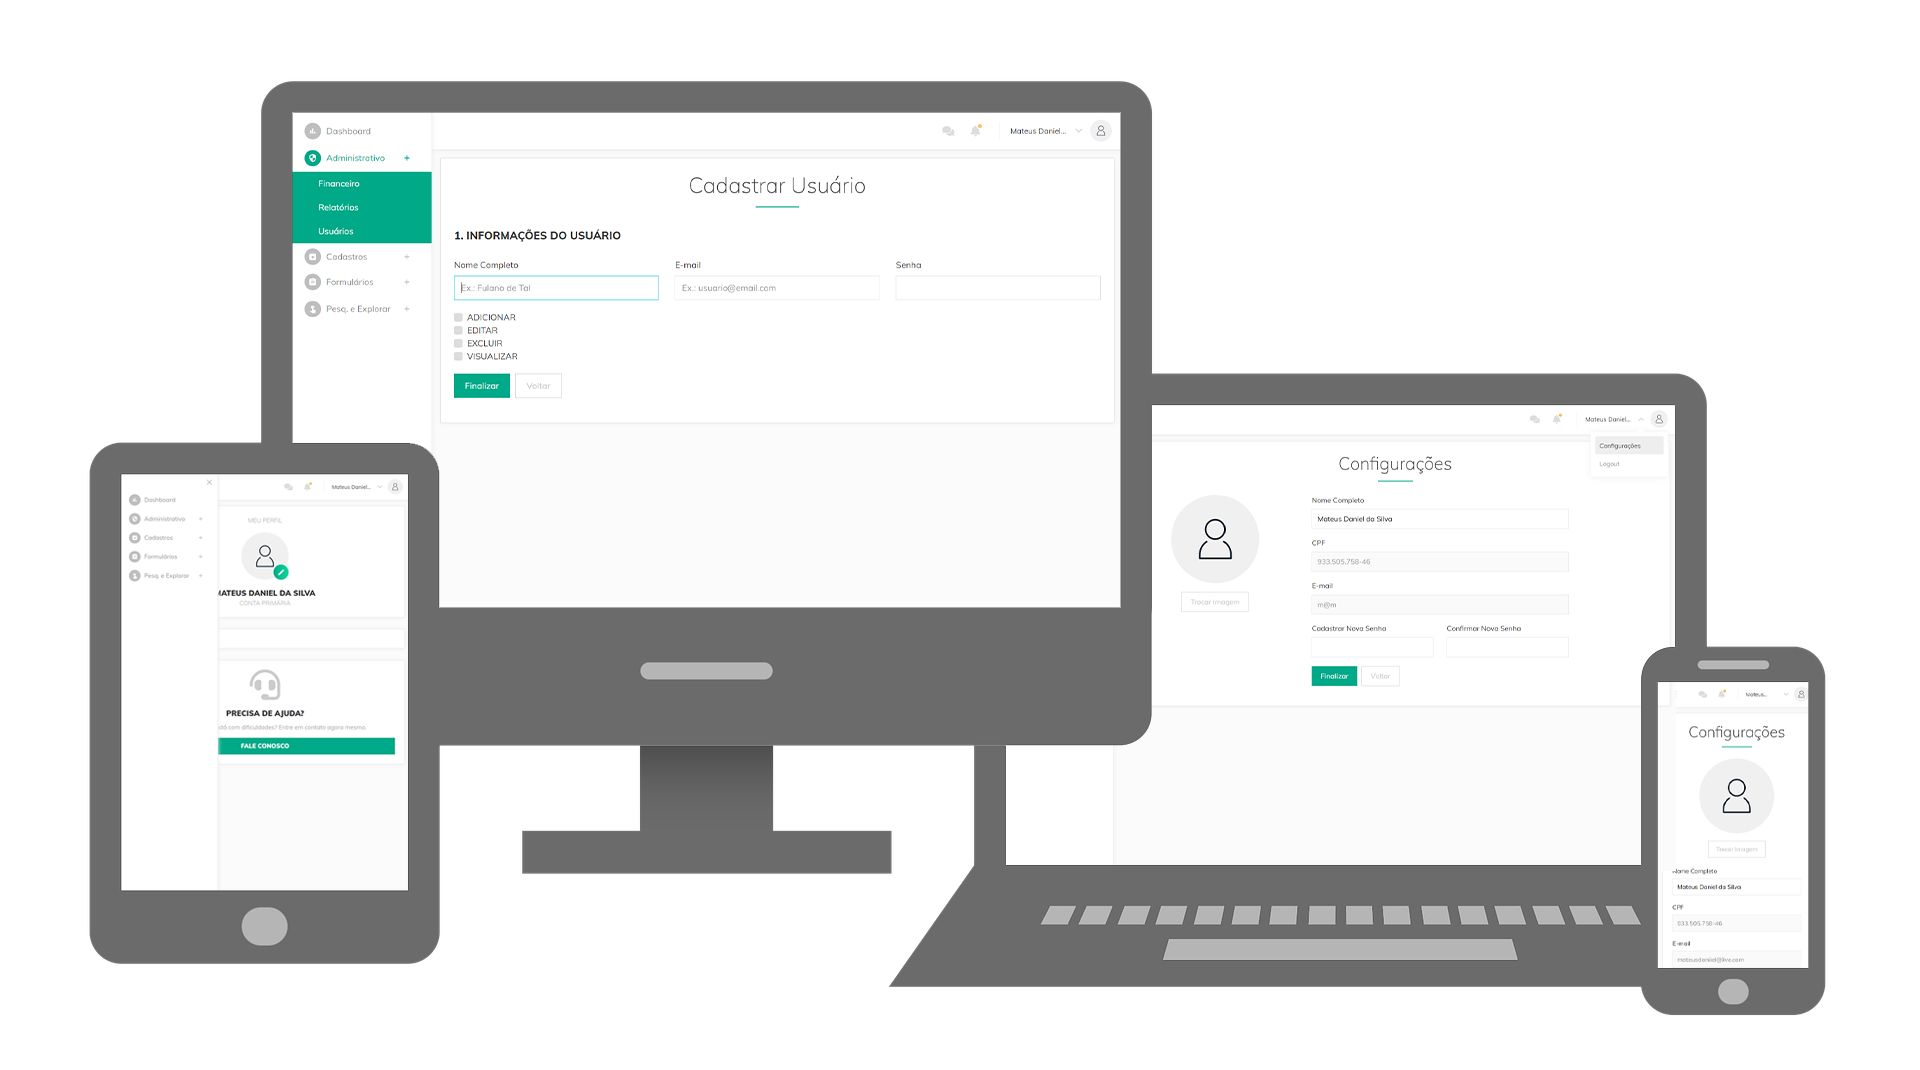 Dashboard
Administrativo +
Financeiro
Relatórios
Usuários
Cadastros +
Formulários +
Pesq. e Explorar +
Mateus Daniel...
Cadastrar Usuário
1. INFORMAÇÕES DO USUÁRIO
Nome Completo E-mail Senha
Ex.: Fulano de Tal Ex.: usuario@email.com
ADICIONAR
EDITAR
EXCLUIR
VISUALIZAR
Finalizar Voltar
Dashboard
Administrativo +
Cadastros +
Formulários +
Pesq. e Explorar +
Mateus Daniel...
MEU PERFIL
MATEUS DANIEL DA SILVA
CONTA PRIMÁRIA
PRECISA DE AJUDA?
com dificuldades? Entre em contato agora mesmo.
FALE CONOSCO
Mateus Daniel...
Configurações
Logout
Configurações
Trocar Imagem
Nome Completo
Mateus Daniel da Silva
CPF
933.505.758-46
E-mail
m@m
Cadastrar Nova Senha Confirmar Nova Senha
Finalizar Voltar
Mateus...
Configurações
Trocar Imagem
Nome Completo
Mateus Daniel da Silva
CPF
933.505.758-46
E-mail
mateusdaniel@live.com